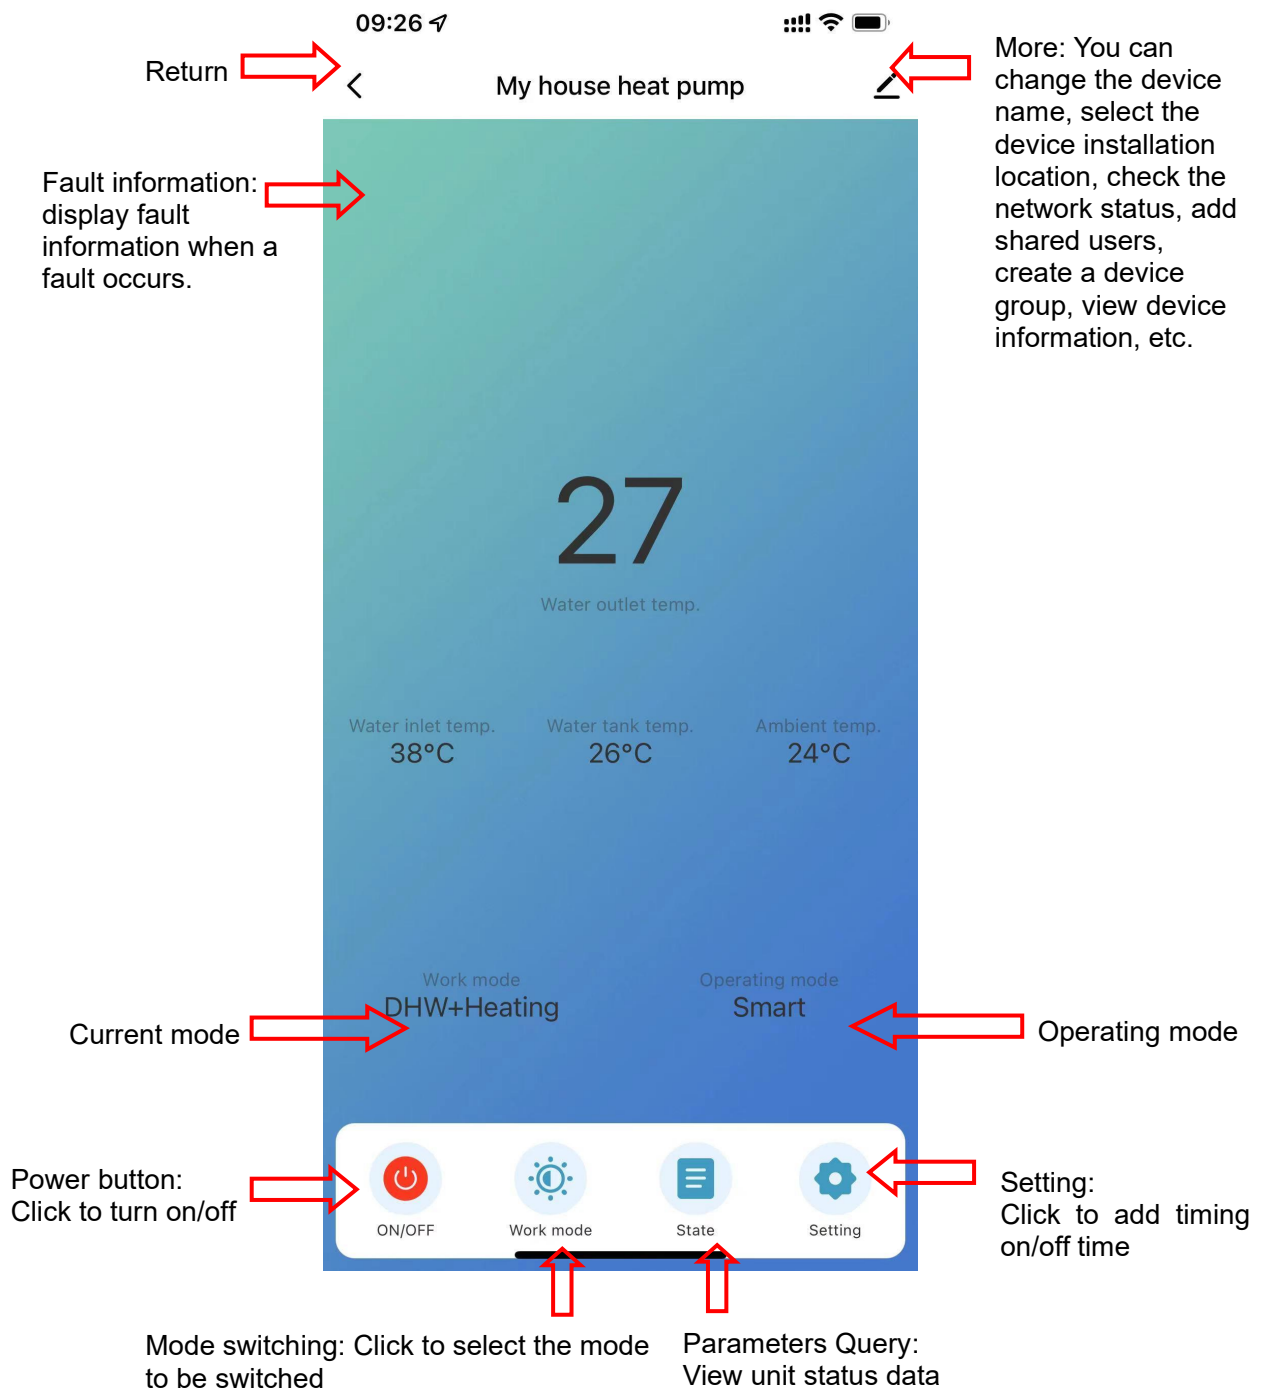 09:26
Return
My house heat pump
More: You can
change the device
name, select the
device installation
location, check the
network status, add
shared users,
create a device
group, view device
information, etc.
Fault information:
display fault
information when a
fault occurs.
27
Water outlet temp.
Water inlet temp.
38°C
Water tank temp.
26°C
Ambient temp.
24°C
Work mode
DHW+Heating
Operating mode
Smart
Current mode
Operating mode
Power button:
Click to turn on/off
ON/OFF
Work mode
State
Setting
Setting:
Click to add timing
on/off time
Mode switching: Click to select the mode
to be switched
Parameters Query:
View unit status data